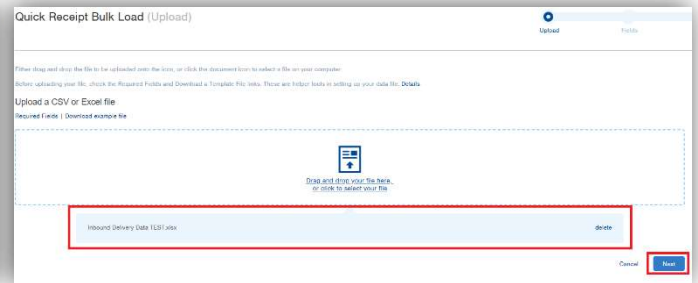 Quick Receipt Bulk Load (Upload)
Upload
Fields
Either drag and drop the file to be uploaded onto the icon, or click the document icon to select a file on your computer.
Before uploading your file, check the Required Fields and Download a Template File links. These are helpful tools in setting up your data file. Details
Upload a CSV or Excel file
Required Fields | Download example file
Drag and drop your file here,
or click to select your file
Inbound Delivery Data TEST.xlsx
delete
Cancel
Next